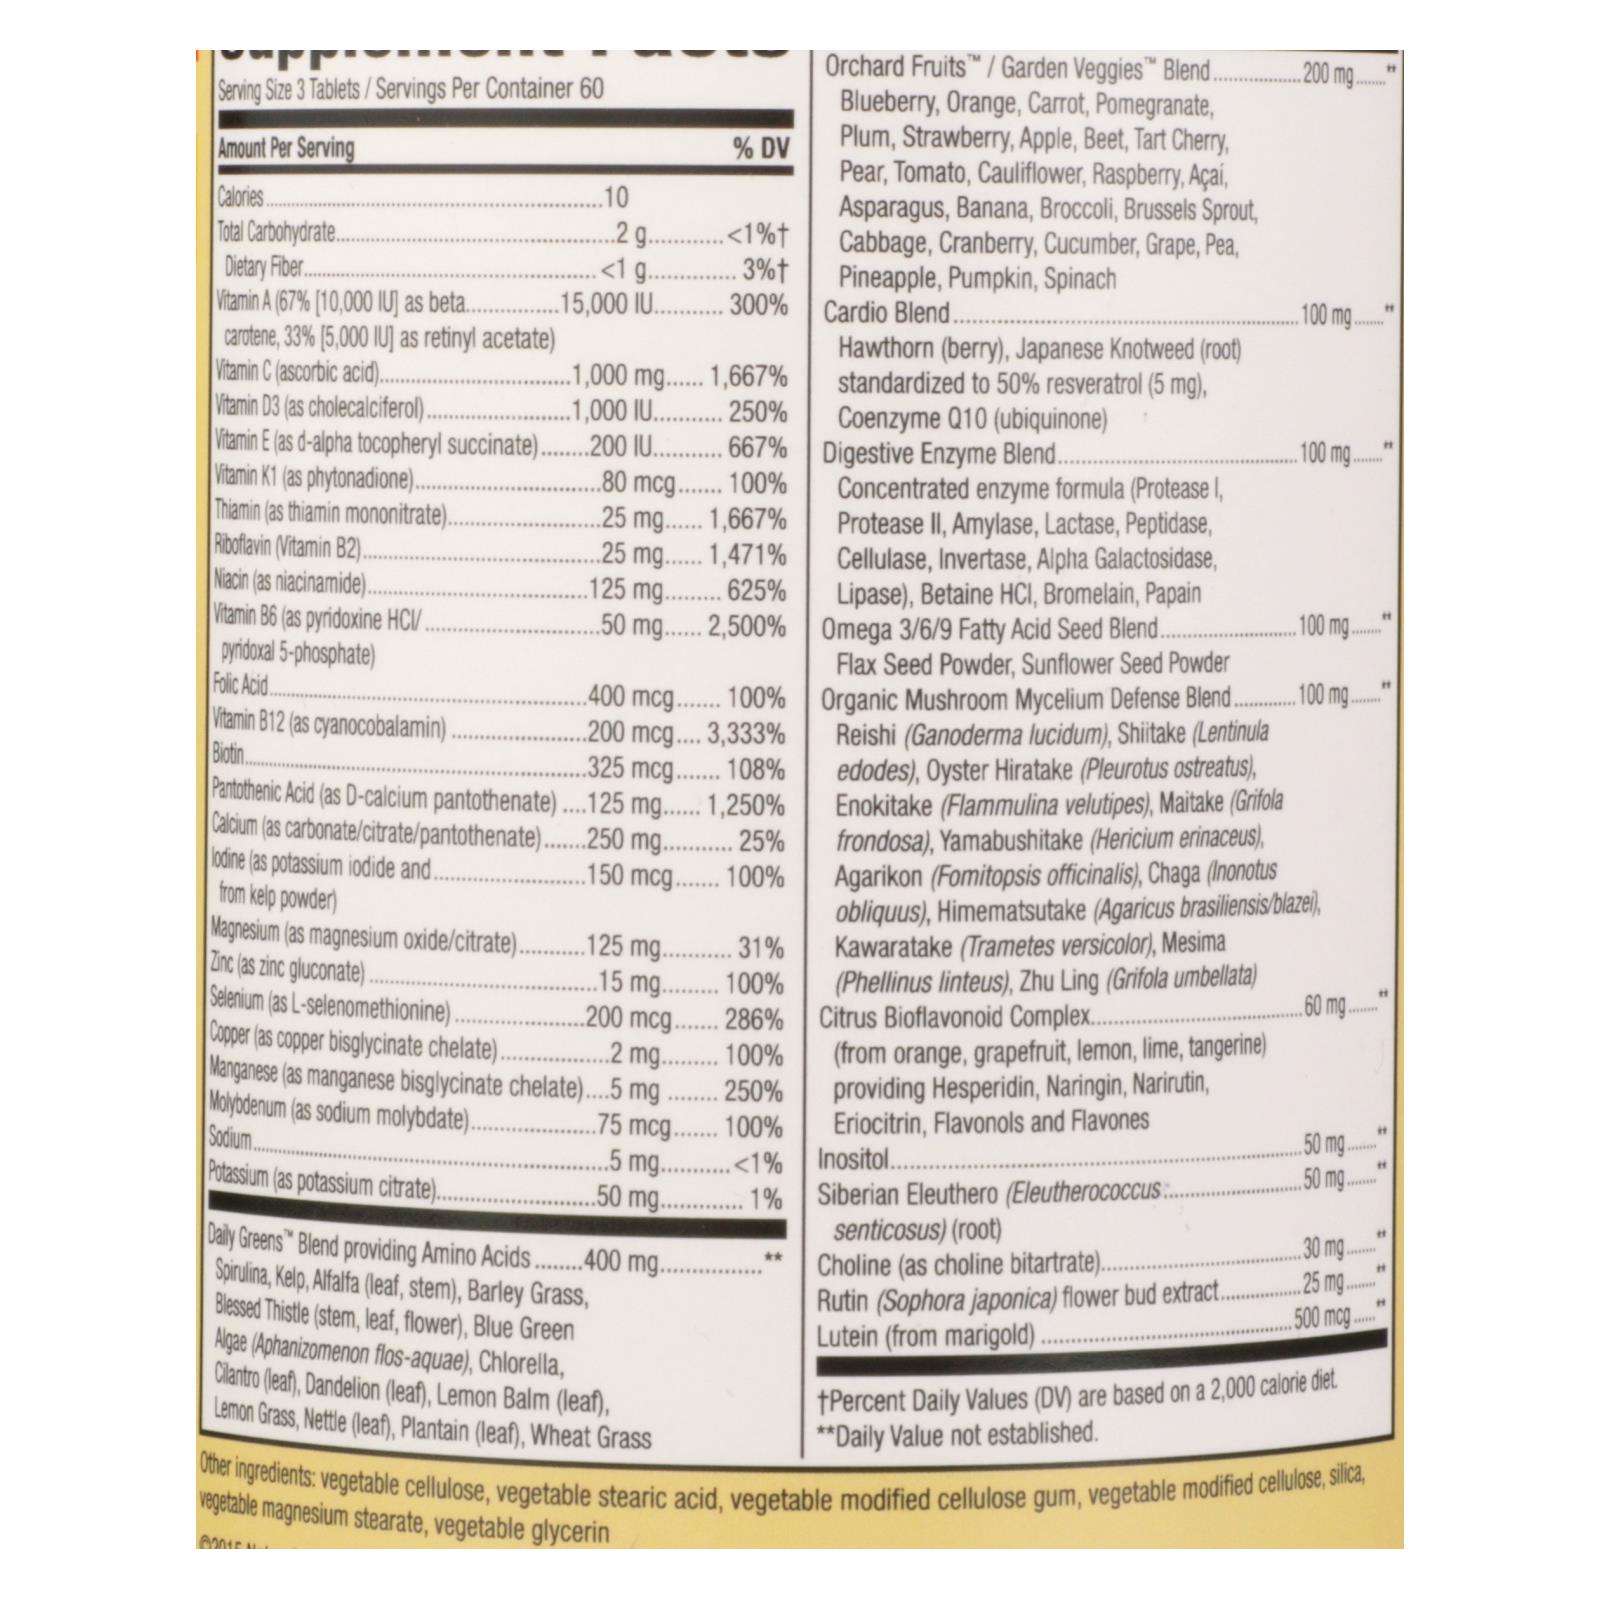 Supplement Facts
Serving Size 3 Tablets / Servings Per Container 60
Amount Per Serving % DV
Calories 10
Total Carbohydrate 2 g <1%†
Dietary Fiber <1 g 3%†
Vitamin A (67% [10,000 IU] as beta 15,000 IU 300%
carotene, 33% [5,000 IU] as retinyl acetate)
Vitamin C (ascorbic acid) 1,000 mg 1,667%
Vitamin D3 (as cholecalciferol) 1,000 IU 250%
Vitamin E (as d-alpha tocopheryl succinate) 200 IU 667%
Vitamin K1 (as phytonadione) 80 mcg 100%
Thiamin (as thiamin mononitrate) 25 mg 1,667%
Riboflavin (Vitamin B2) 25 mg 1,471%
Niacin (as niacinamide) 125 mg 625%
Vitamin B6 (as pyridoxine HCl/ 50 mg 2,500%
pyridoxal 5-phosphate)
Folic Acid 400 mcg 100%
Vitamin B12 (as cyanocobalamin) 200 mcg 3,333%
Biotin 325 mcg 108%
Pantothenic Acid (as D-calcium pantothenate) 125 mg 1,250%
Calcium (as carbonate/citrate/pantothenate) 250 mg 25%
Iodine (as potassium iodide and 150 mcg 100%
from kelp powder)
Magnesium (as magnesium oxide/citrate) 125 mg 31%
Zinc (as zinc gluconate) 15 mg 100%
Selenium (as L-selenomethionine) 200 mcg 286%
Copper (as copper bisglycinate chelate) 2 mg 100%
Manganese (as manganese bisglycinate chelate) 5 mg 250%
Molybdenum (as sodium molybdate) 75 mcg 100%
Sodium 5 mg <1%
Potassium (as potassium citrate) 50 mg 1%
Daily Greens™ Blend providing Amino Acids 400 mg **
Spirulina, Kelp, Alfalfa (leaf, stem), Barley Grass,
Blessed Thistle (stem, leaf, flower), Blue Green
Algae (Aphanizomenon flos-aquae), Chlorella,
Cilantro (leaf), Dandelion (leaf), Lemon Balm (leaf),
Lemon Grass, Nettle (leaf), Plantain (leaf), Wheat Grass
Orchard Fruits™ / Garden Veggies™ Blend 200 mg **
Blueberry, Orange, Carrot, Pomegranate,
Plum, Strawberry, Apple, Beet, Tart Cherry,
Pear, Tomato, Cauliflower, Raspberry, Açaí,
Asparagus, Banana, Broccoli, Brussels Sprout,
Cabbage, Cranberry, Cucumber, Grape, Pea,
Pineapple, Pumpkin, Spinach
Cardio Blend 100 mg **
Hawthorn (berry), Japanese Knotweed (root)
standardized to 50% resveratrol (5 mg),
Coenzyme Q10 (ubiquinone)
Digestive Enzyme Blend 100 mg **
Concentrated enzyme formula (Protease I,
Protease II, Amylase, Lactase, Peptidase,
Cellulase, Invertase, Alpha Galactosidase,
Lipase), Betaine HCl, Bromelain, Papain
Omega 3/6/9 Fatty Acid Seed Blend 100 mg **
Flax Seed Powder, Sunflower Seed Powder
Organic Mushroom Mycelium Defense Blend 100 mg **
Reishi (Ganoderma lucidum), Shiitake (Lentinula
edodes), Oyster Hiratake (Pleurotus ostreatus),
Enokitake (Flammulina velutipes), Maitake (Grifola
frondosa), Yamabushitake (Hericium erinaceus),
Agarikon (Fomitopsis officinalis), Chaga (Inonotus
obliquus), Himematsutake (Agaricus brasiliensis/blazei),
Kawaratake (Trametes versicolor), Mesima
(Phellinus linteus), Zhu Ling (Grifola umbellata)
Citrus Bioflavonoid Complex 60 mg **
(from orange, grapefruit, lemon, lime, tangerine)
providing Hesperidin, Naringin, Narirutin,
Eriocitrin, Flavonols and Flavones
Inositol 50 mg **
Siberian Eleuthero (Eleutherococcus 50 mg **
senticosus) (root)
Choline (as choline bitartrate) 30 mg **
Rutin (Sophora japonica) flower bud extract 25 mg **
Lutein (from marigold) 500 mcg **
†Percent Daily Values (DV) are based on a 2,000 calorie diet.
**Daily Value not established.
Other ingredients: vegetable cellulose, vegetable stearic acid, vegetable modified cellulose gum, vegetable modified cellulose, silica,
vegetable magnesium stearate, vegetable glycerin
©2015